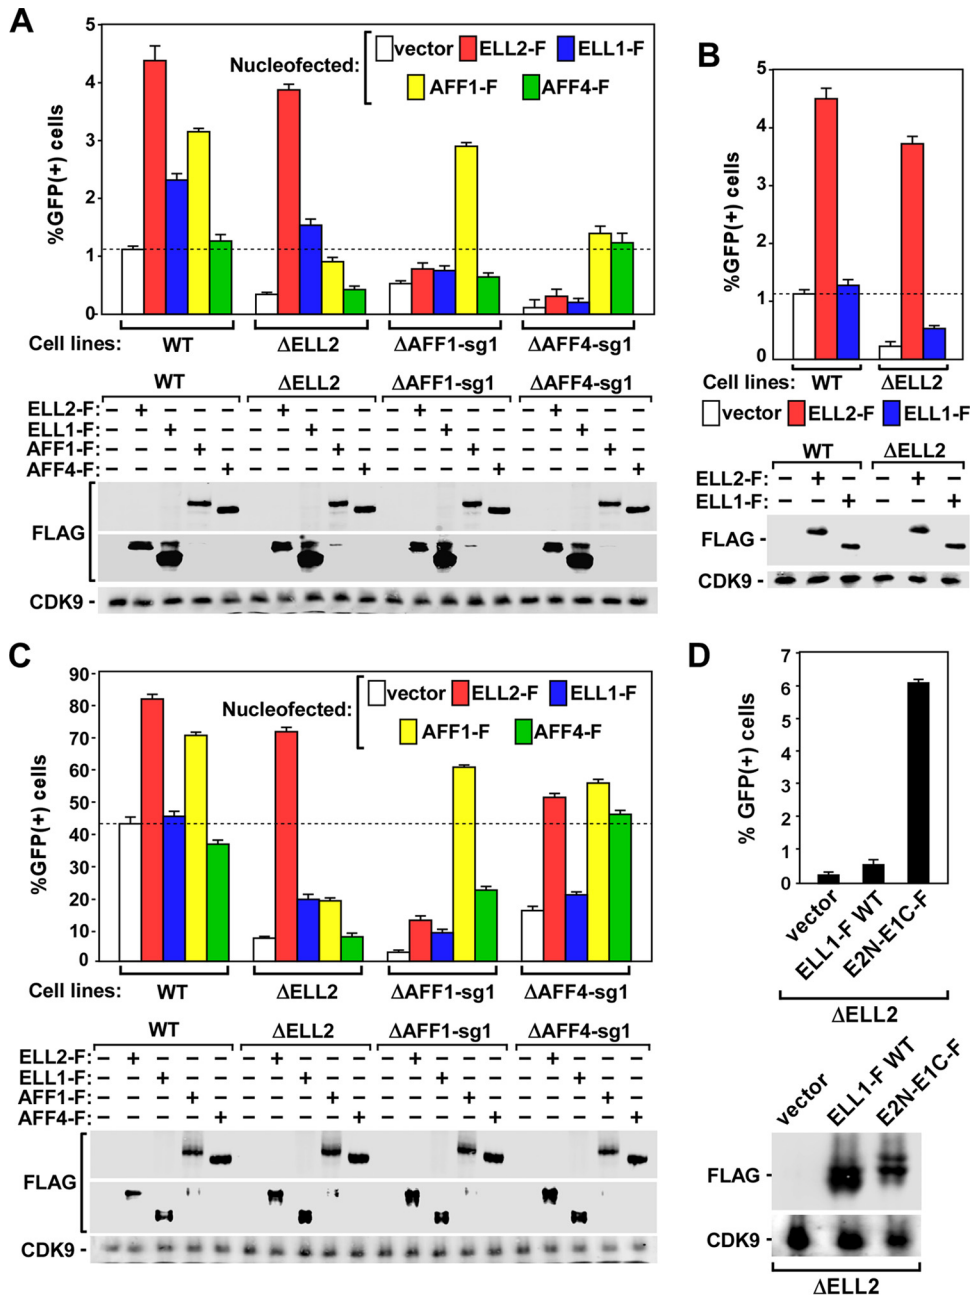 A
5
4
3
2
1
0
%GFP(+) cells
Nucleofected:
vector ELL2-F ELL1-F
AFF1-F AFF4-F
Cell lines: WT ΔELL2 ΔAFF1-sg1 ΔAFF4-sg1
WT ΔELL2 ΔAFF1-sg1 ΔAFF4-sg1
ELL2-F: – + – – – – + – – – – + – – – – + – – –
ELL1-F: – – + – – – – + – – – – + – – – – + – –
AFF1-F: – – – + – – – – + – – – – + – – – – + –
AFF4-F: – – – – + – – – – + – – – – + – – – – +
FLAG
CDK9 -
B
5
4
3
2
1
0
%GFP(+) cells
Cell lines: WT ΔELL2
vector ELL2-F ELL1-F
WT ΔELL2
ELL2-F: – + – – + –
ELL1-F: – – + – – +
FLAG -
CDK9 -
C
90
80
70
60
50
40
30
20
10
0
%GFP(+) cells
Nucleofected:
vector ELL2-F ELL1-F
AFF1-F AFF4-F
Cell lines: WT ΔELL2 ΔAFF1-sg1 ΔAFF4-sg1
WT ΔELL2 ΔAFF1-sg1 ΔAFF4-sg1
ELL2-F: – + – – – – + – – – – + – – – – + – – –
ELL1-F: – – + – – – – + – – – – + – – – – + – –
AFF1-F: – – – + – – – – + – – – – + – – – – + –
AFF4-F: – – – – + – – – – + – – – – + – – – – +
FLAG
CDK9 -
D
7
6
5
4
3
2
1
0
% GFP(+) cells
vector ELL1-F WT E2N-E1C-F
ΔELL2
vector ELL1-F WT E2N-E1C-F
FLAG -
CDK9 -
ΔELL2